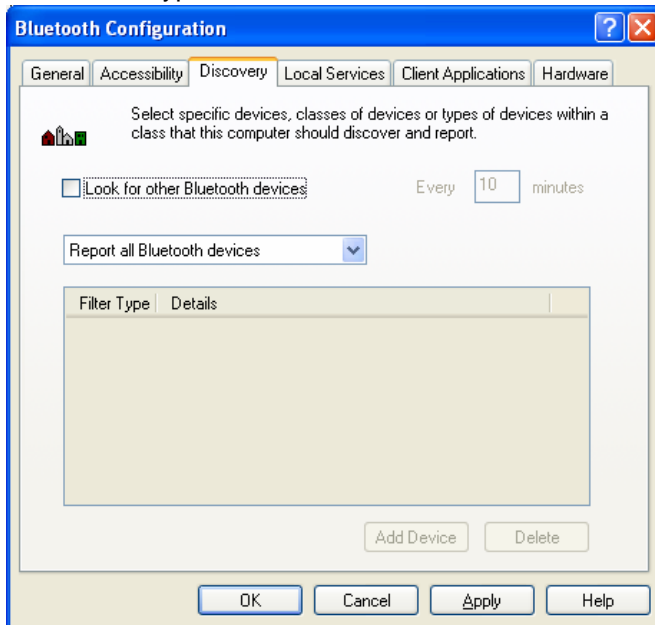 Bluetooth Configuration
General Accessibility Discovery Local Services Client Applications Hardware
Select specific devices, classes of devices or types of devices within a
class that this computer should discover and report.
Look for other Bluetooth devices Every 10 minutes
Report all Bluetooth devices
Filter Type Details
Add Device Delete
OK Cancel Apply Help